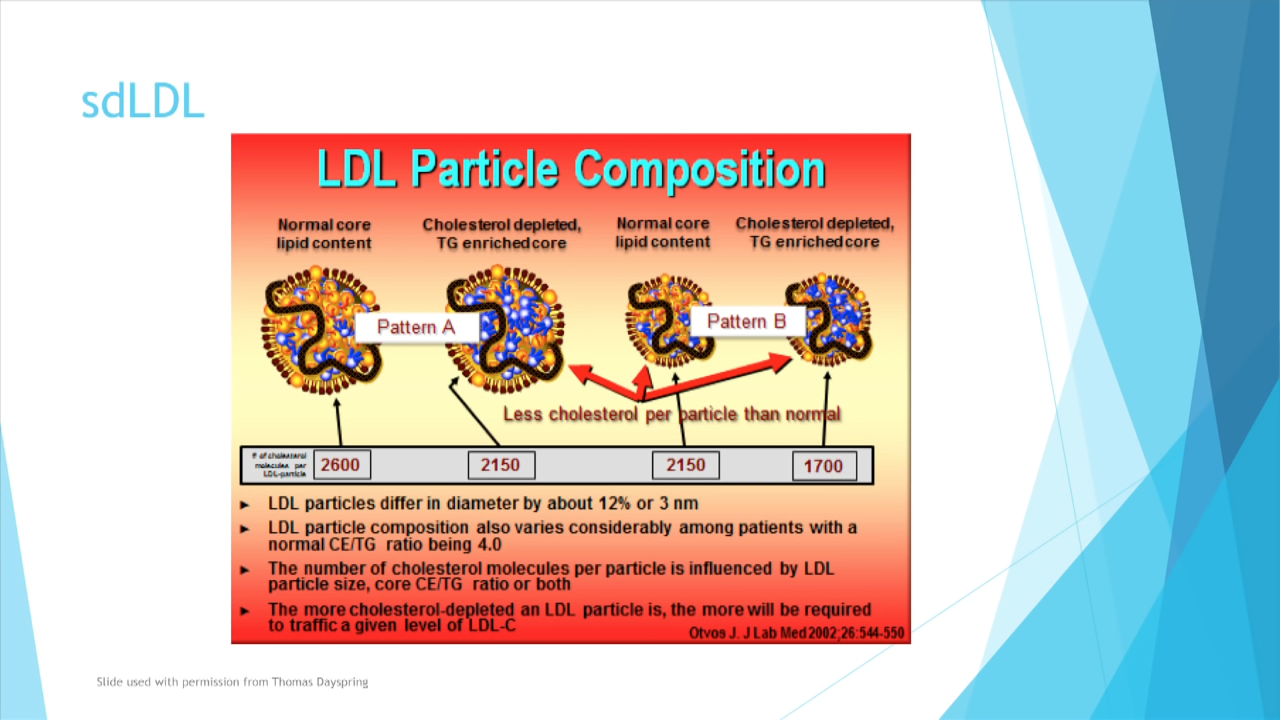 sdLDL
LDL Particle Composition
Normal core
lipid content
Cholesterol depleted,
TG enriched core
Normal core
lipid content
Cholesterol depleted,
TG enriched core
Pattern A
Pattern B
Less cholesterol per particle than normal
# of cholesterol
molecules per
LDL-particle
2600
2150
2150
1700
► LDL particles differ in diameter by about 12% or 3 nm
► LDL particle composition also varies considerably among patients with a
normal CE/TG ratio being 4.0
► The number of cholesterol molecules per particle is influenced by LDL
particle size, core CE/TG ratio or both
► The more cholesterol-depleted an LDL particle is, the more will be required
to traffic a given level of LDL-C
Otvos J. J Lab Med 2002;26:544-550
Slide used with permission from Thomas Dayspring